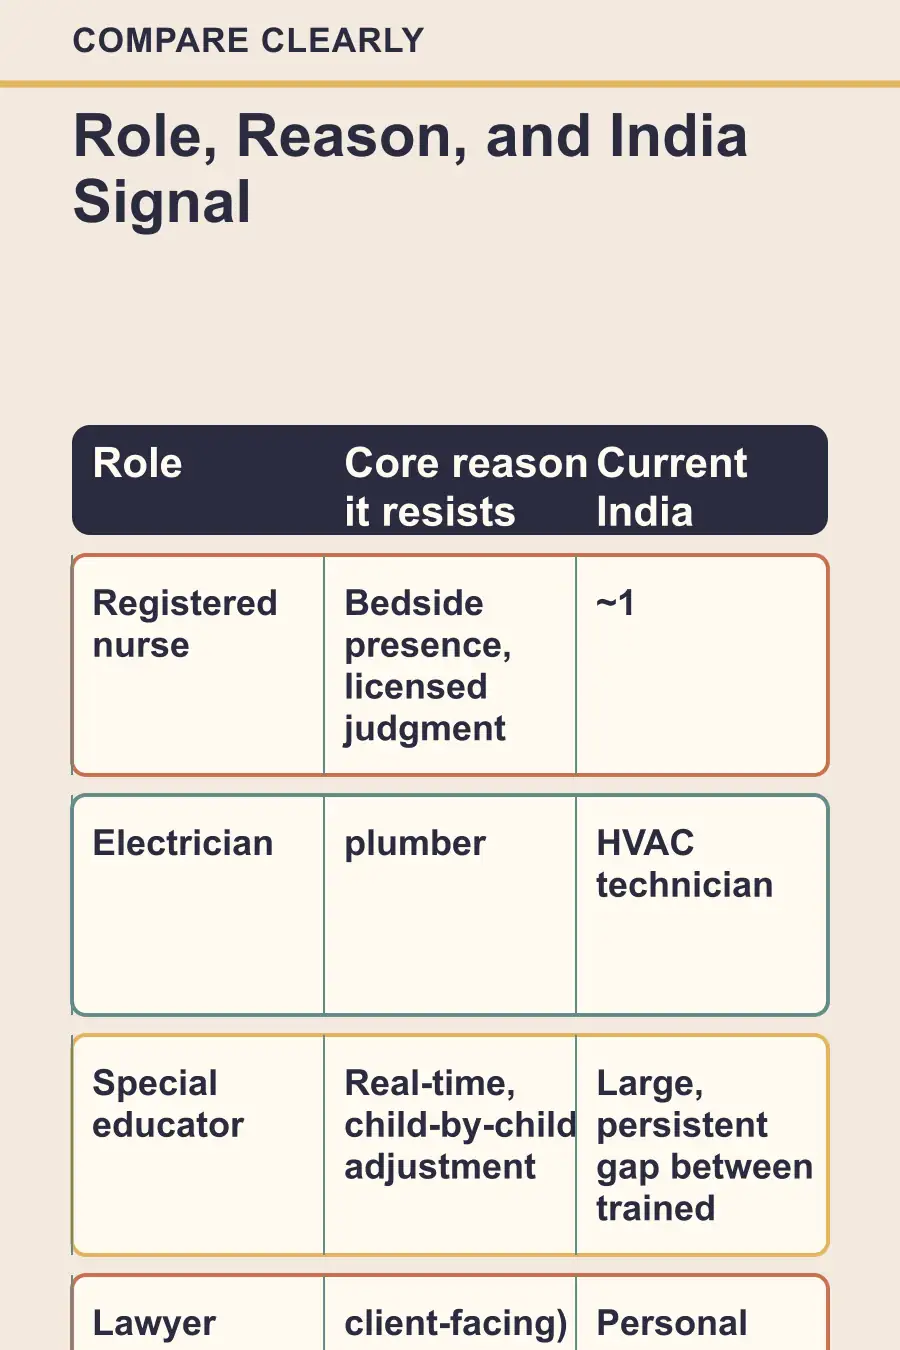 COMPARE CLEARLY
Role, Reason, and India
Signal
Role
Core reason
it resists
Current
India
Registered
nurse
Bedside
presence,
licensed
judgment
~1
Electrician
plumber
HVAC
technician
Special
educator
Real-time,
child-by-child
adjustment
Large,
persistent
gap between
trained
Lawyer
client-facing)
Personal